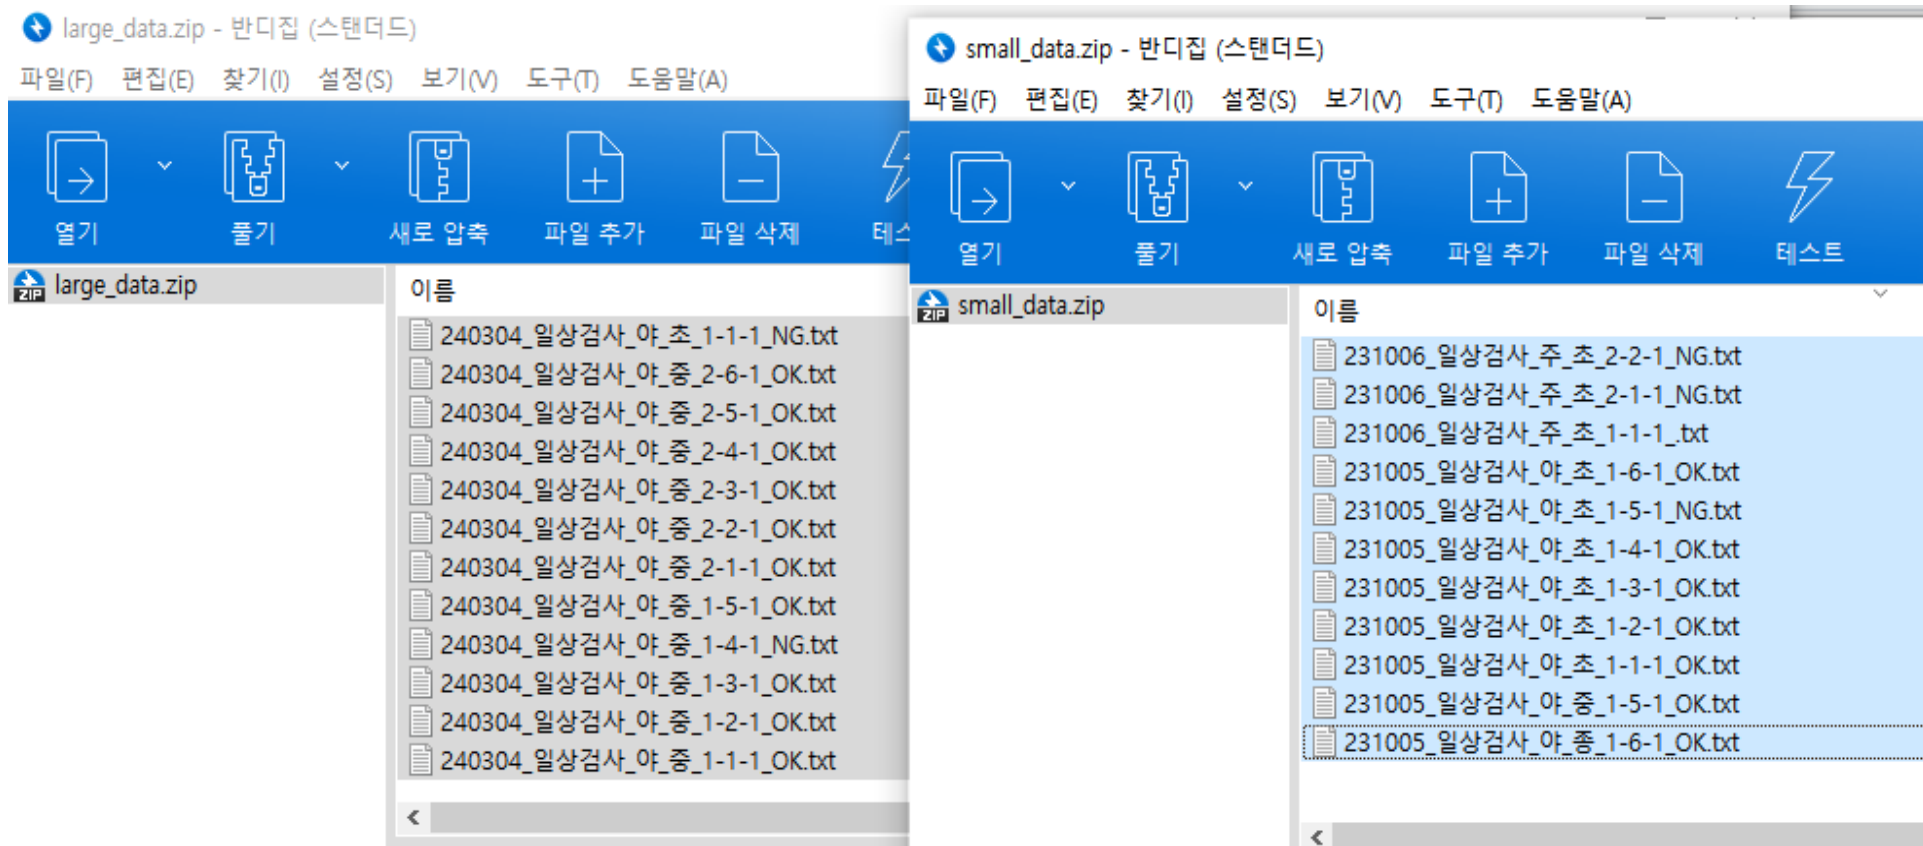 large_data.zip - 반디집 (스탠더드)
파일(F) 편집(E) 찾기(I) 설정(S) 보기(V) 도구(T) 도움말(A)
열기 풀기 새로 압축 파일 추가 파일 삭제
large_data.zip
이름
240304_일상검사_야_초_1-1-1_NG.txt
240304_일상검사_야_중_2-6-1_OK.txt
240304_일상검사_야_중_2-5-1_OK.txt
240304_일상검사_야_중_2-4-1_OK.txt
240304_일상검사_야_중_2-3-1_OK.txt
240304_일상검사_야_중_2-2-1_OK.txt
240304_일상검사_야_중_2-1-1_OK.txt
240304_일상검사_야_중_1-5-1_OK.txt
240304_일상검사_야_중_1-4-1_NG.txt
240304_일상검사_야_중_1-3-1_OK.txt
240304_일상검사_야_중_1-2-1_OK.txt
240304_일상검사_야_중_1-1-1_OK.txt
small_data.zip - 반디집 (스탠더드)
파일(F) 편집(E) 찾기(I) 설정(S) 보기(V) 도구(T) 도움말(A)
열기 풀기 새로 압축 파일 추가 파일 삭제 테스트
small_data.zip
이름
231006_일상검사_주_초_2-2-1_NG.txt
231006_일상검사_주_초_2-1-1_NG.txt
231006_일상검사_주_초_1-1-1_.txt
231005_일상검사_야_초_1-6-1_OK.txt
231005_일상검사_야_초_1-5-1_NG.txt
231005_일상검사_야_초_1-4-1_OK.txt
231005_일상검사_야_초_1-3-1_OK.txt
231005_일상검사_야_초_1-2-1_OK.txt
231005_일상검사_야_초_1-1-1_OK.txt
231005_일상검사_야_중_1-5-1_OK.txt
231005_일상검사_야_종_1-6-1_OK.txt